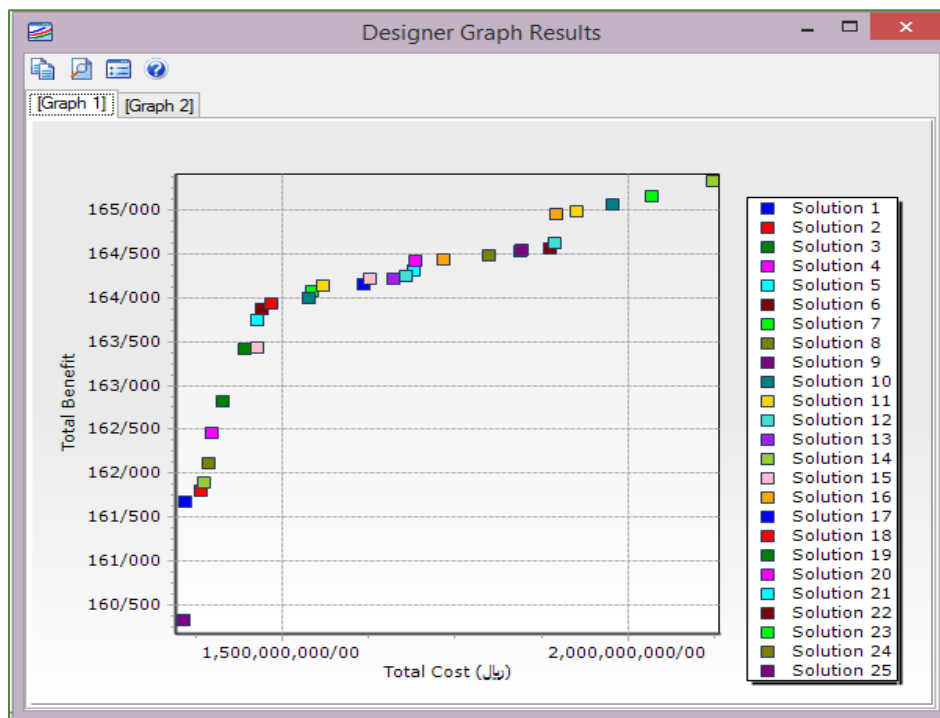 Designer Graph Results
[Graph 1] [Graph 2]
Total Benefit
165/000
164/500
164/000
163/500
163/000
162/500
162/000
161/500
161/000
160/500
1,500,000,000/00 2,000,000,000/00
Total Cost (ریال)
Solution 1
Solution 2
Solution 3
Solution 4
Solution 5
Solution 6
Solution 7
Solution 8
Solution 9
Solution 10
Solution 11
Solution 12
Solution 13
Solution 14
Solution 15
Solution 16
Solution 17
Solution 18
Solution 19
Solution 20
Solution 21
Solution 22
Solution 23
Solution 24
Solution 25